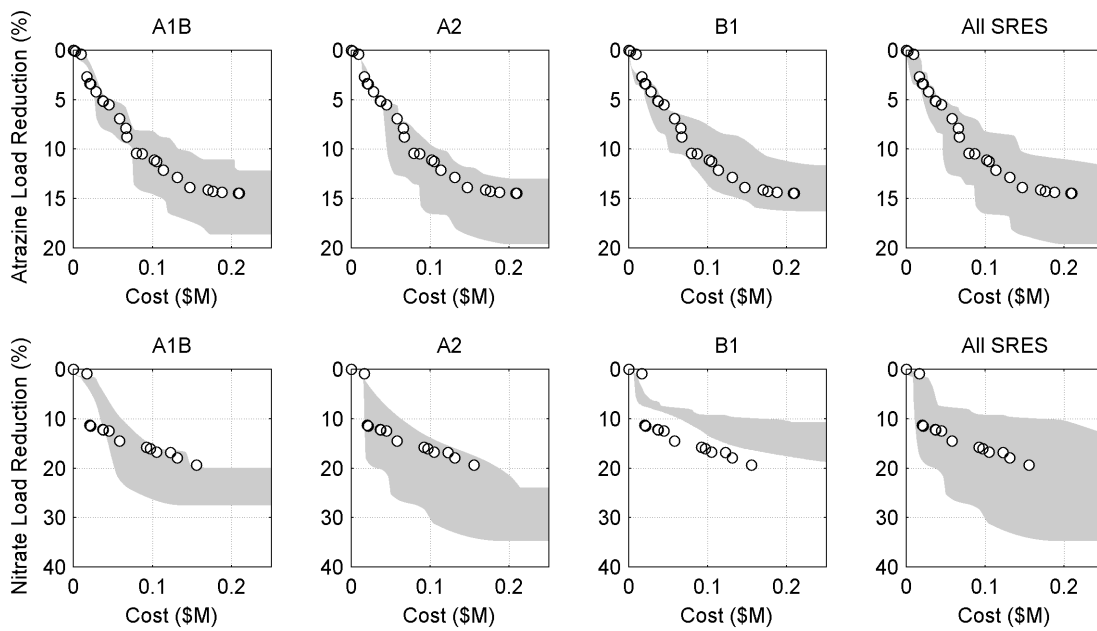 A1B A2 B1 All SRES
Atrazine Load Reduction (%)
0 0 0 0
5 5 5 5
10 10 10 10
15 15 15 15
20 20 20 20
0 0.1 0.2 0 0.1 0.2 0 0.1 0.2 0 0.1 0.2
Cost ($M) Cost ($M) Cost ($M) Cost ($M)
A1B A2 B1 All SRES
Nitrate Load Reduction (%)
0 0 0 0
10 10 10 10
20 20 20 20
30 30 30 30
40 40 40 40
0 0.1 0.2 0 0.1 0.2 0 0.1 0.2 0 0.1 0.2
Cost ($M) Cost ($M) Cost ($M) Cost ($M)